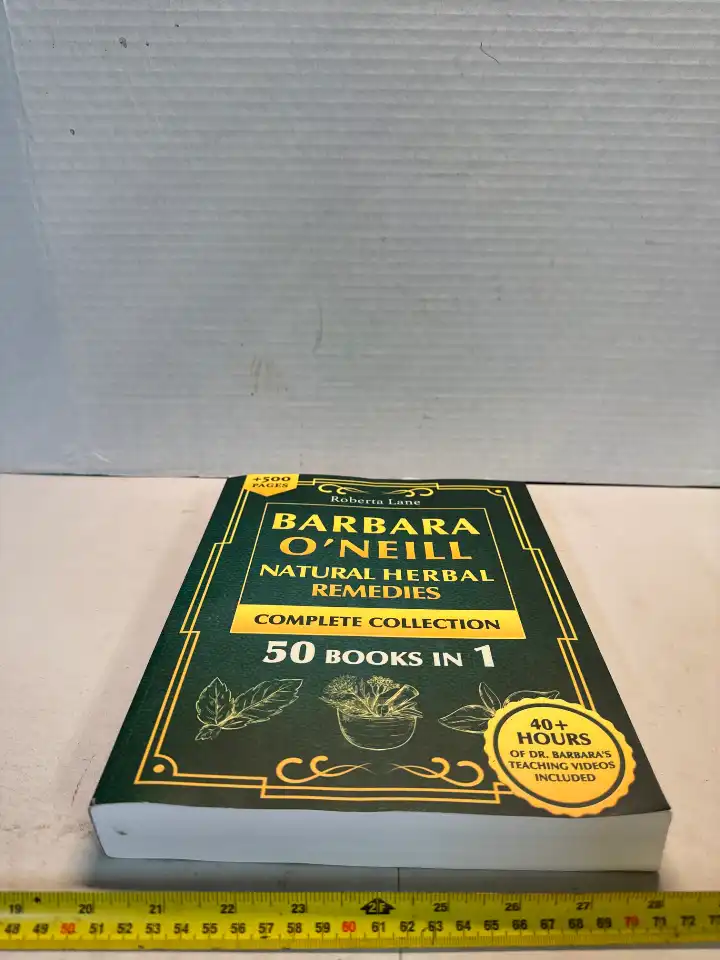 +500
PAGES
Roberta Lane
BARBARA
O'NEILL
NATURAL HERBAL
REMEDIES
COMPLETE COLLECTION
50 BOOKS IN 1
40+
HOURS
OF DR. BARBARA'S
TEACHING VIDEOS
INCLUDED
19 20 21 22 23 2F 25 26 27 28
48 49 50 51 52 53 54 55 56 57 58 59 60 61 62 63 64 65 66 67 68 69 70 71 72 73